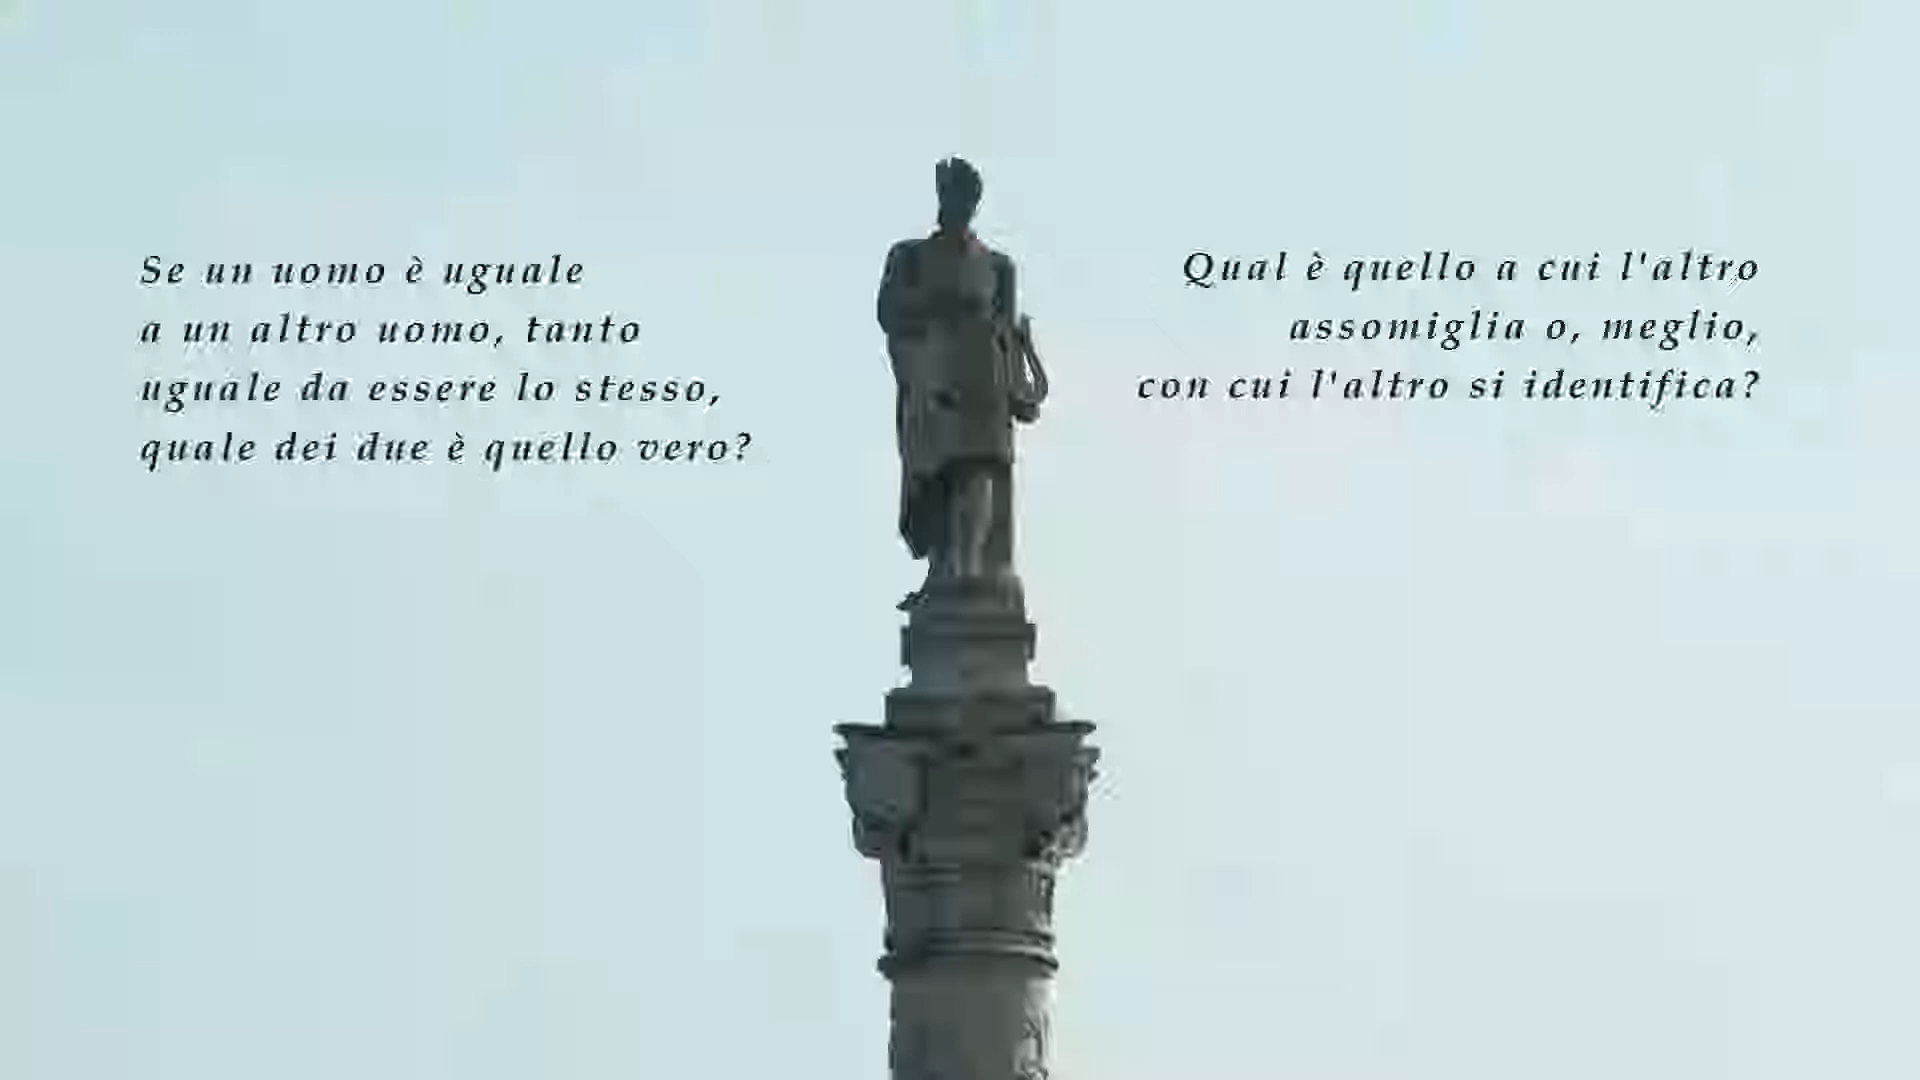 Se un uomo è uguale
a un altro uomo, tanto
uguale da essere lo stesso,
quale dei due è quello vero?
Qual è quello a cui l'altro
assomiglia o, meglio,
con cui l'altro si identifica?